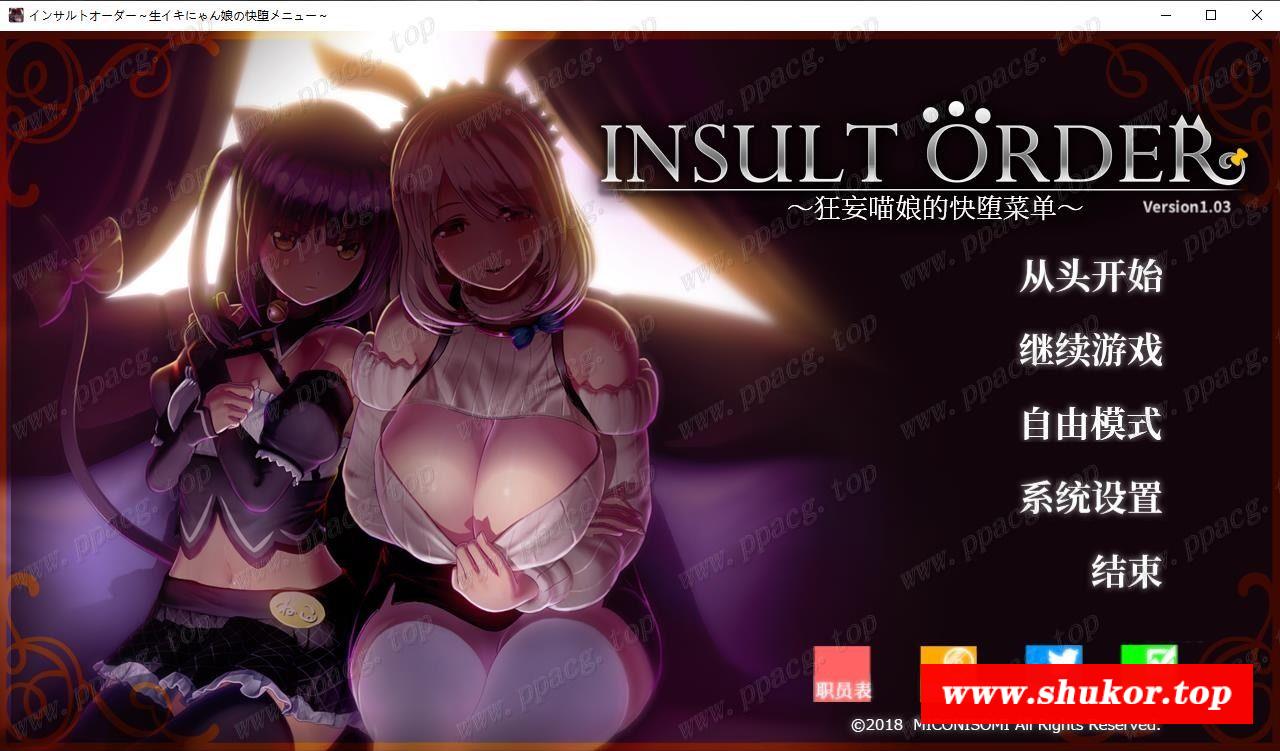 インサルトオーダー ~生イキにゃん娘の快堕メニュー~
INSULT ORDER
～狂妄喵娘的快堕菜单～
Version1.03
从头开始
继续游戏
自由模式
系统设置
结束
职员表
www.shukor.top
©2018 MICONISOMI All Rights Reserved.
www.ppacg.top